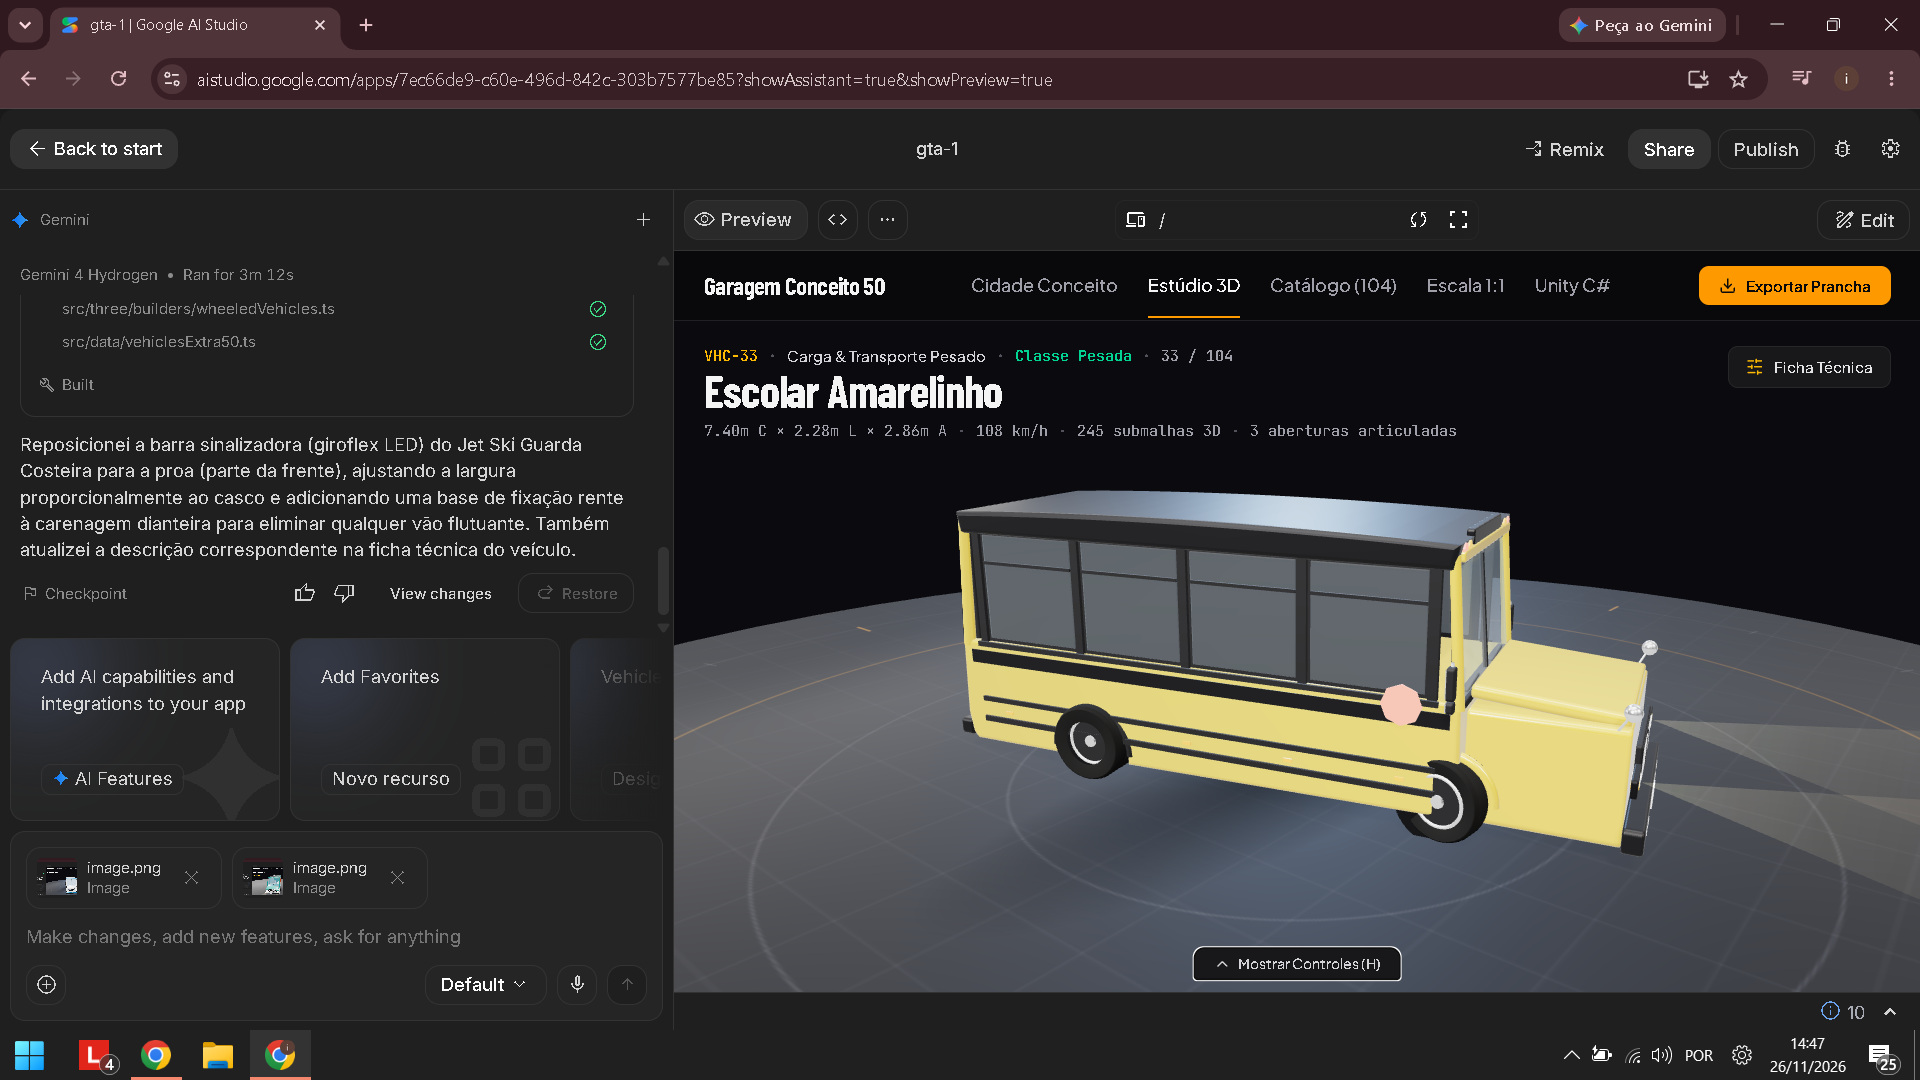 gta-1 | Google AI Studio
Peça ao Gemini
aistudio.google.com/apps/7ec66de9-c60e-496d-842c-303b7577be85?showAssistant=true&showPreview=true
i
Back to start
gta-1
Remix
Share
Publish
Gemini
Preview
/
Edit
Gemini 4 Hydrogen • Ran for 3m 12s
src/three/builders/wheeledVehicles.ts
src/data/vehiclesExtra50.ts
Built
Reposicionei a barra sinalizadora (giroflex LED) do Jet Ski Guarda
Costeira para a proa (parte da frente), ajustando a largura
proporcionalmente ao casco e adicionando uma base de fixação rente
à carenagem dianteira para eliminar qualquer vão flutuante. Também
atualizei a descrição correspondente na ficha técnica do veículo.
Checkpoint
View changes
Restore
Add AI capabilities and
integrations to your app
AI Features
Add Favorites
Novo recurso
Vehicle
Desig
image.png
Image
image.png
Image
Make changes, add new features, ask for anything
Default
Garagem Conceito 50
Cidade Conceito
Estúdio 3D
Catálogo (104)
Escala 1:1
Unity C#
Exportar Prancha
VHC-33 · Carga & Transporte Pesado · Classe Pesada · 33 / 104
Escolar Amarelinho
7.40m C × 2.28m L × 2.86m A · 108 km/h · 245 submalhas 3D · 3 aberturas articuladas
Ficha Técnica
Mostrar Controles (H)
10
L
4
i
POR
14:47
26/11/2026
25